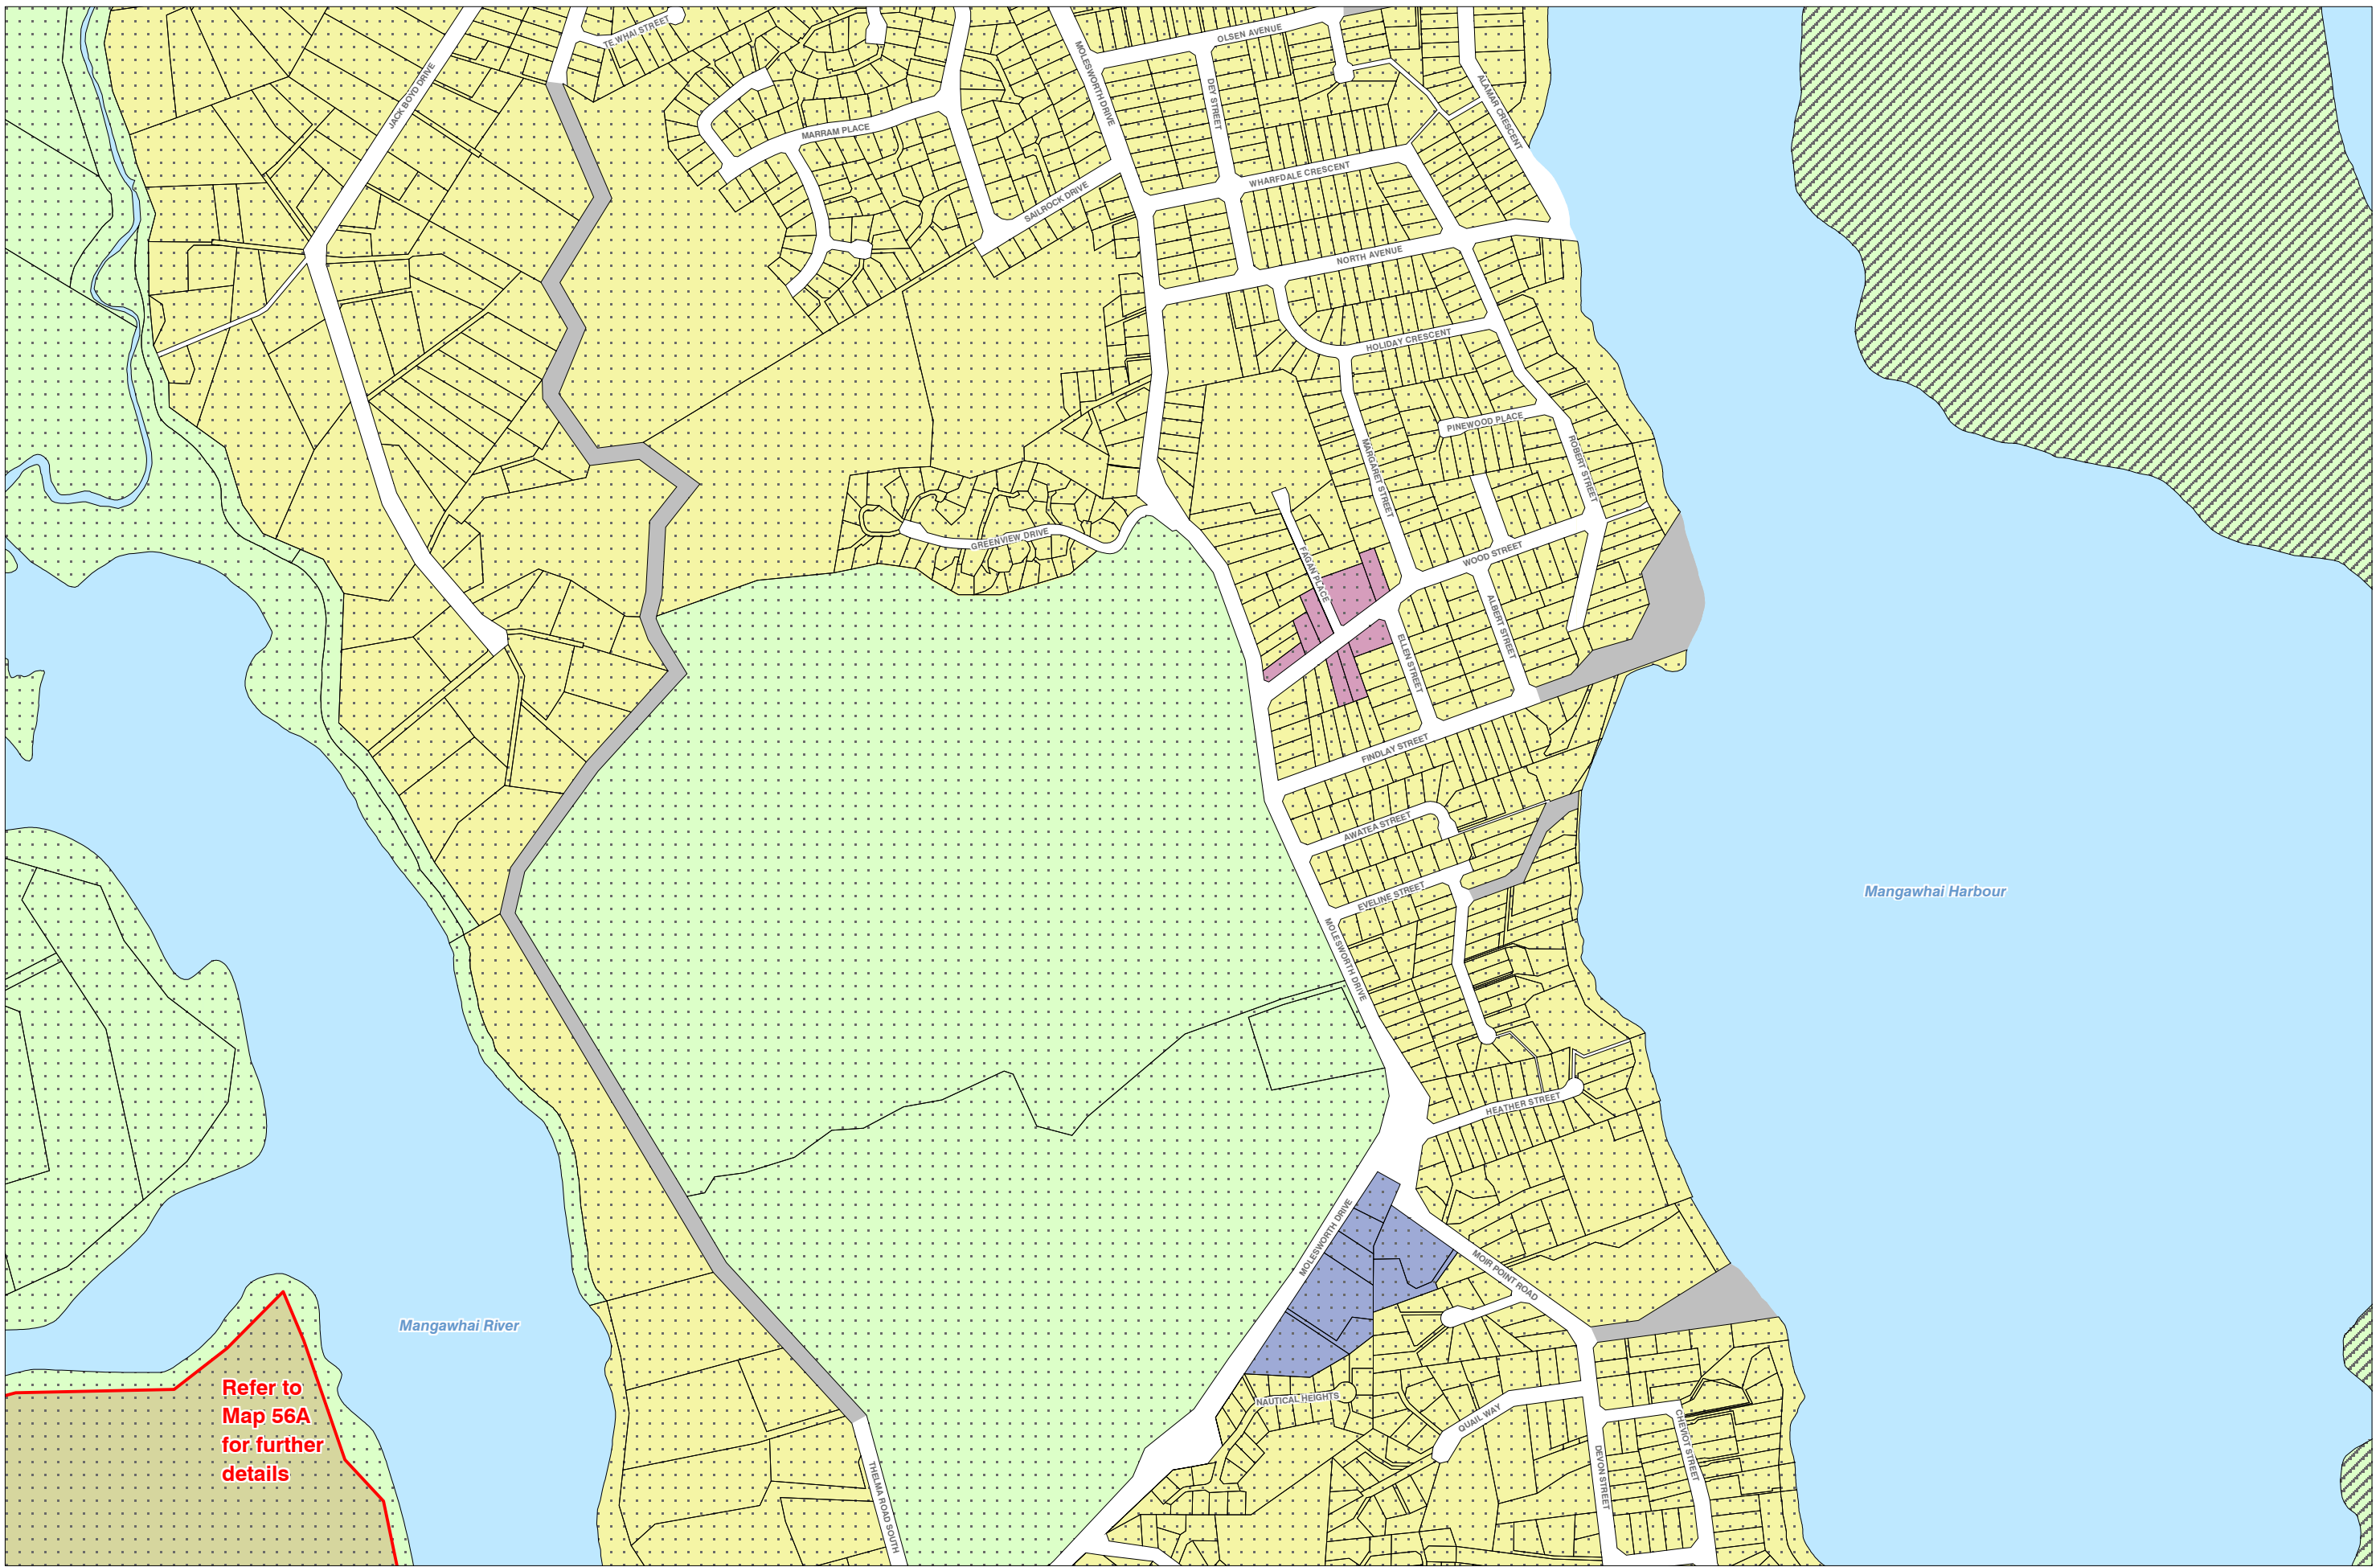 TE WHAI STREET
OLSEN AVENUE
JACK BOYD DRIVE
MOLESWORTH DRIVE
DEY STREET
ALAMAR CRESCENT
MARRAM PLACE
WHARFDALE CRESCENT
SAILROCK DRIVE
NORTH AVENUE
HOLIDAY CRESCENT
PINEWOOD PLACE
MARGARET STREET
ROBERT STREET
GREENVIEW DRIVE
WOOD STREET
FAGAN PLACE
ALBERT STREET
ELLEN STREET
FINDLAY STREET
AWATEA STREET
EVELINE STREET
Mangawhai Harbour
MOLESWORTH DRIVE
HEATHER STREET
MOLESWORTH DRIVE
MOIR POINT ROAD
Mangawhai River
Refer to
Map 56A
for further
details
NAUTICAL HEIGHTS
QUAIL WAY
CHEVIOT STREET
DEVON STREET
THELMA ROAD SOUTH